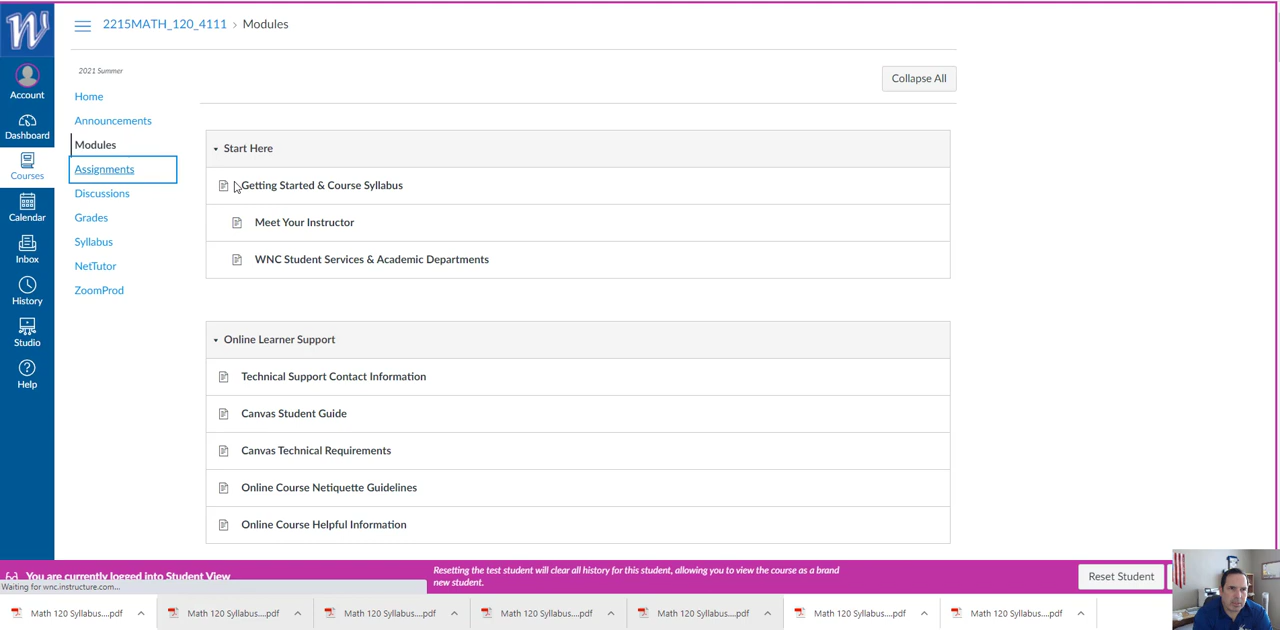 W
2215MATH_120_4111 › Modules
2021 Summer
Collapse All
Account
Dashboard
Courses
Calendar
Inbox
History
Studio
Help
Home
Announcements
Modules
Assignments
Discussions
Grades
Syllabus
NetTutor
ZoomProd
Start Here
Getting Started & Course Syllabus
Meet Your Instructor
WNC Student Services & Academic Departments
Online Learner Support
Technical Support Contact Information
Canvas Student Guide
Canvas Technical Requirements
Online Course Netiquette Guidelines
Online Course Helpful Information
You are currently logged into Student View
Waiting for wnc.instructure.com...
Resetting the test student will clear all history for this student, allowing you to view the course as a brand
new student.
Reset Student
Math 120 Syllabus....pdf
Math 120 Syllabus....pdf
Math 120 Syllabus....pdf
Math 120 Syllabus....pdf
Math 120 Syllabus....pdf
Math 120 Syllabus....pdf
Math 120 Syllabus....pdf